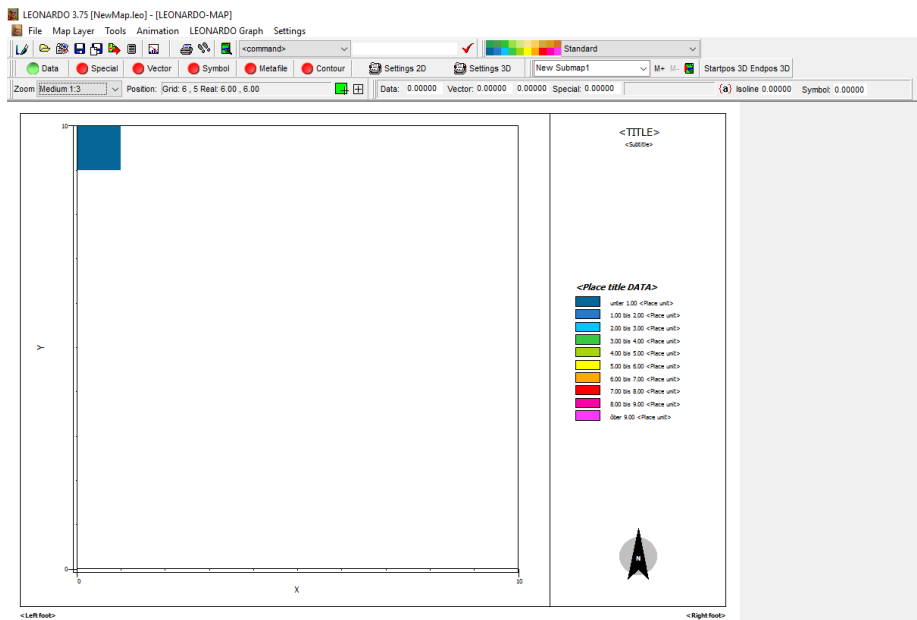 LEONARDO 3.75 [NewMap.leo] - [LEONARDO-MAP]
File Map Layer Tools Animation LEONARDO Graph Settings
<command> Standard
Data Special Vector Symbol Metafile Contour Settings 2D Settings 3D New Submap1 M+ M- Startpos 3D Endpos 3D
Zoom Medium 1:3 Position: Grid: 6 , 5 Real: 6.00 , 6.00 Data: 0.00000 Vector: 0.00000 0.00000 Special: 0.00000 {a} Isoline 0.00000 Symbol: 0.00000
10
Y
0
0
X
10
<TITLE>
<Subtitle>
<Place title DATA>
unter 1.00 <Place unit>
1.00 bis 2.00 <Place unit>
2.00 bis 3.00 <Place unit>
3.00 bis 4.00 <Place unit>
4.00 bis 5.00 <Place unit>
5.00 bis 6.00 <Place unit>
6.00 bis 7.00 <Place unit>
7.00 bis 8.00 <Place unit>
8.00 bis 9.00 <Place unit>
öber 9.00 <Place unit>
N
<Left foot> <Right foot>